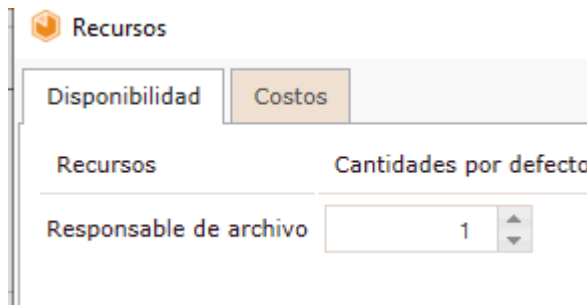 Recursos
Disponibilidad Costos
Recursos Cantidades por defecto
Responsable de archivo 1